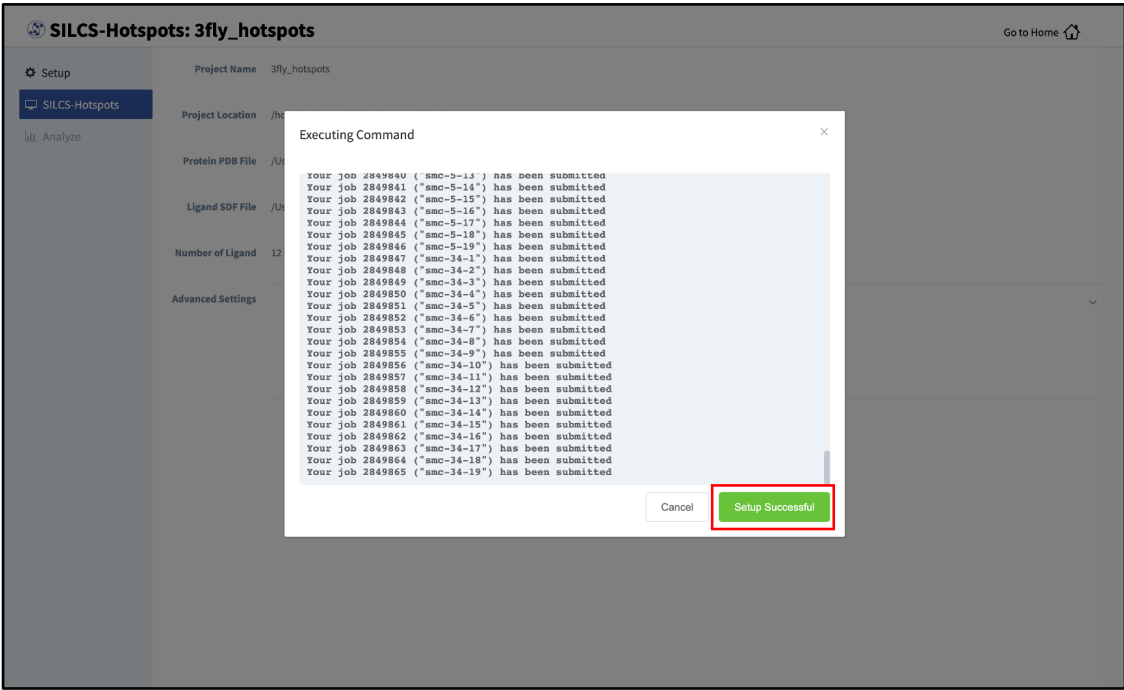 SILCS-Hotspots: 3fly_hotspots
Go to Home
Setup
SILCS-Hotspots
Analyze
Project Name 3fly_hotspots
Project Location /ho
Protein PDB File /Us
Ligand SDF File /Us
Number of Ligand 12
Advanced Settings
Executing Command
Your job 2849840 ("smc-5-13") has been submitted
Your job 2849841 ("smc-5-14") has been submitted
Your job 2849842 ("smc-5-15") has been submitted
Your job 2849843 ("smc-5-16") has been submitted
Your job 2849844 ("smc-5-17") has been submitted
Your job 2849845 ("smc-5-18") has been submitted
Your job 2849846 ("smc-5-19") has been submitted
Your job 2849847 ("smc-34-1") has been submitted
Your job 2849848 ("smc-34-2") has been submitted
Your job 2849849 ("smc-34-3") has been submitted
Your job 2849850 ("smc-34-4") has been submitted
Your job 2849851 ("smc-34-5") has been submitted
Your job 2849852 ("smc-34-6") has been submitted
Your job 2849853 ("smc-34-7") has been submitted
Your job 2849854 ("smc-34-8") has been submitted
Your job 2849855 ("smc-34-9") has been submitted
Your job 2849856 ("smc-34-10") has been submitted
Your job 2849857 ("smc-34-11") has been submitted
Your job 2849858 ("smc-34-12") has been submitted
Your job 2849859 ("smc-34-13") has been submitted
Your job 2849860 ("smc-34-14") has been submitted
Your job 2849861 ("smc-34-15") has been submitted
Your job 2849862 ("smc-34-16") has been submitted
Your job 2849863 ("smc-34-17") has been submitted
Your job 2849864 ("smc-34-18") has been submitted
Your job 2849865 ("smc-34-19") has been submitted
Cancel
Setup Successful